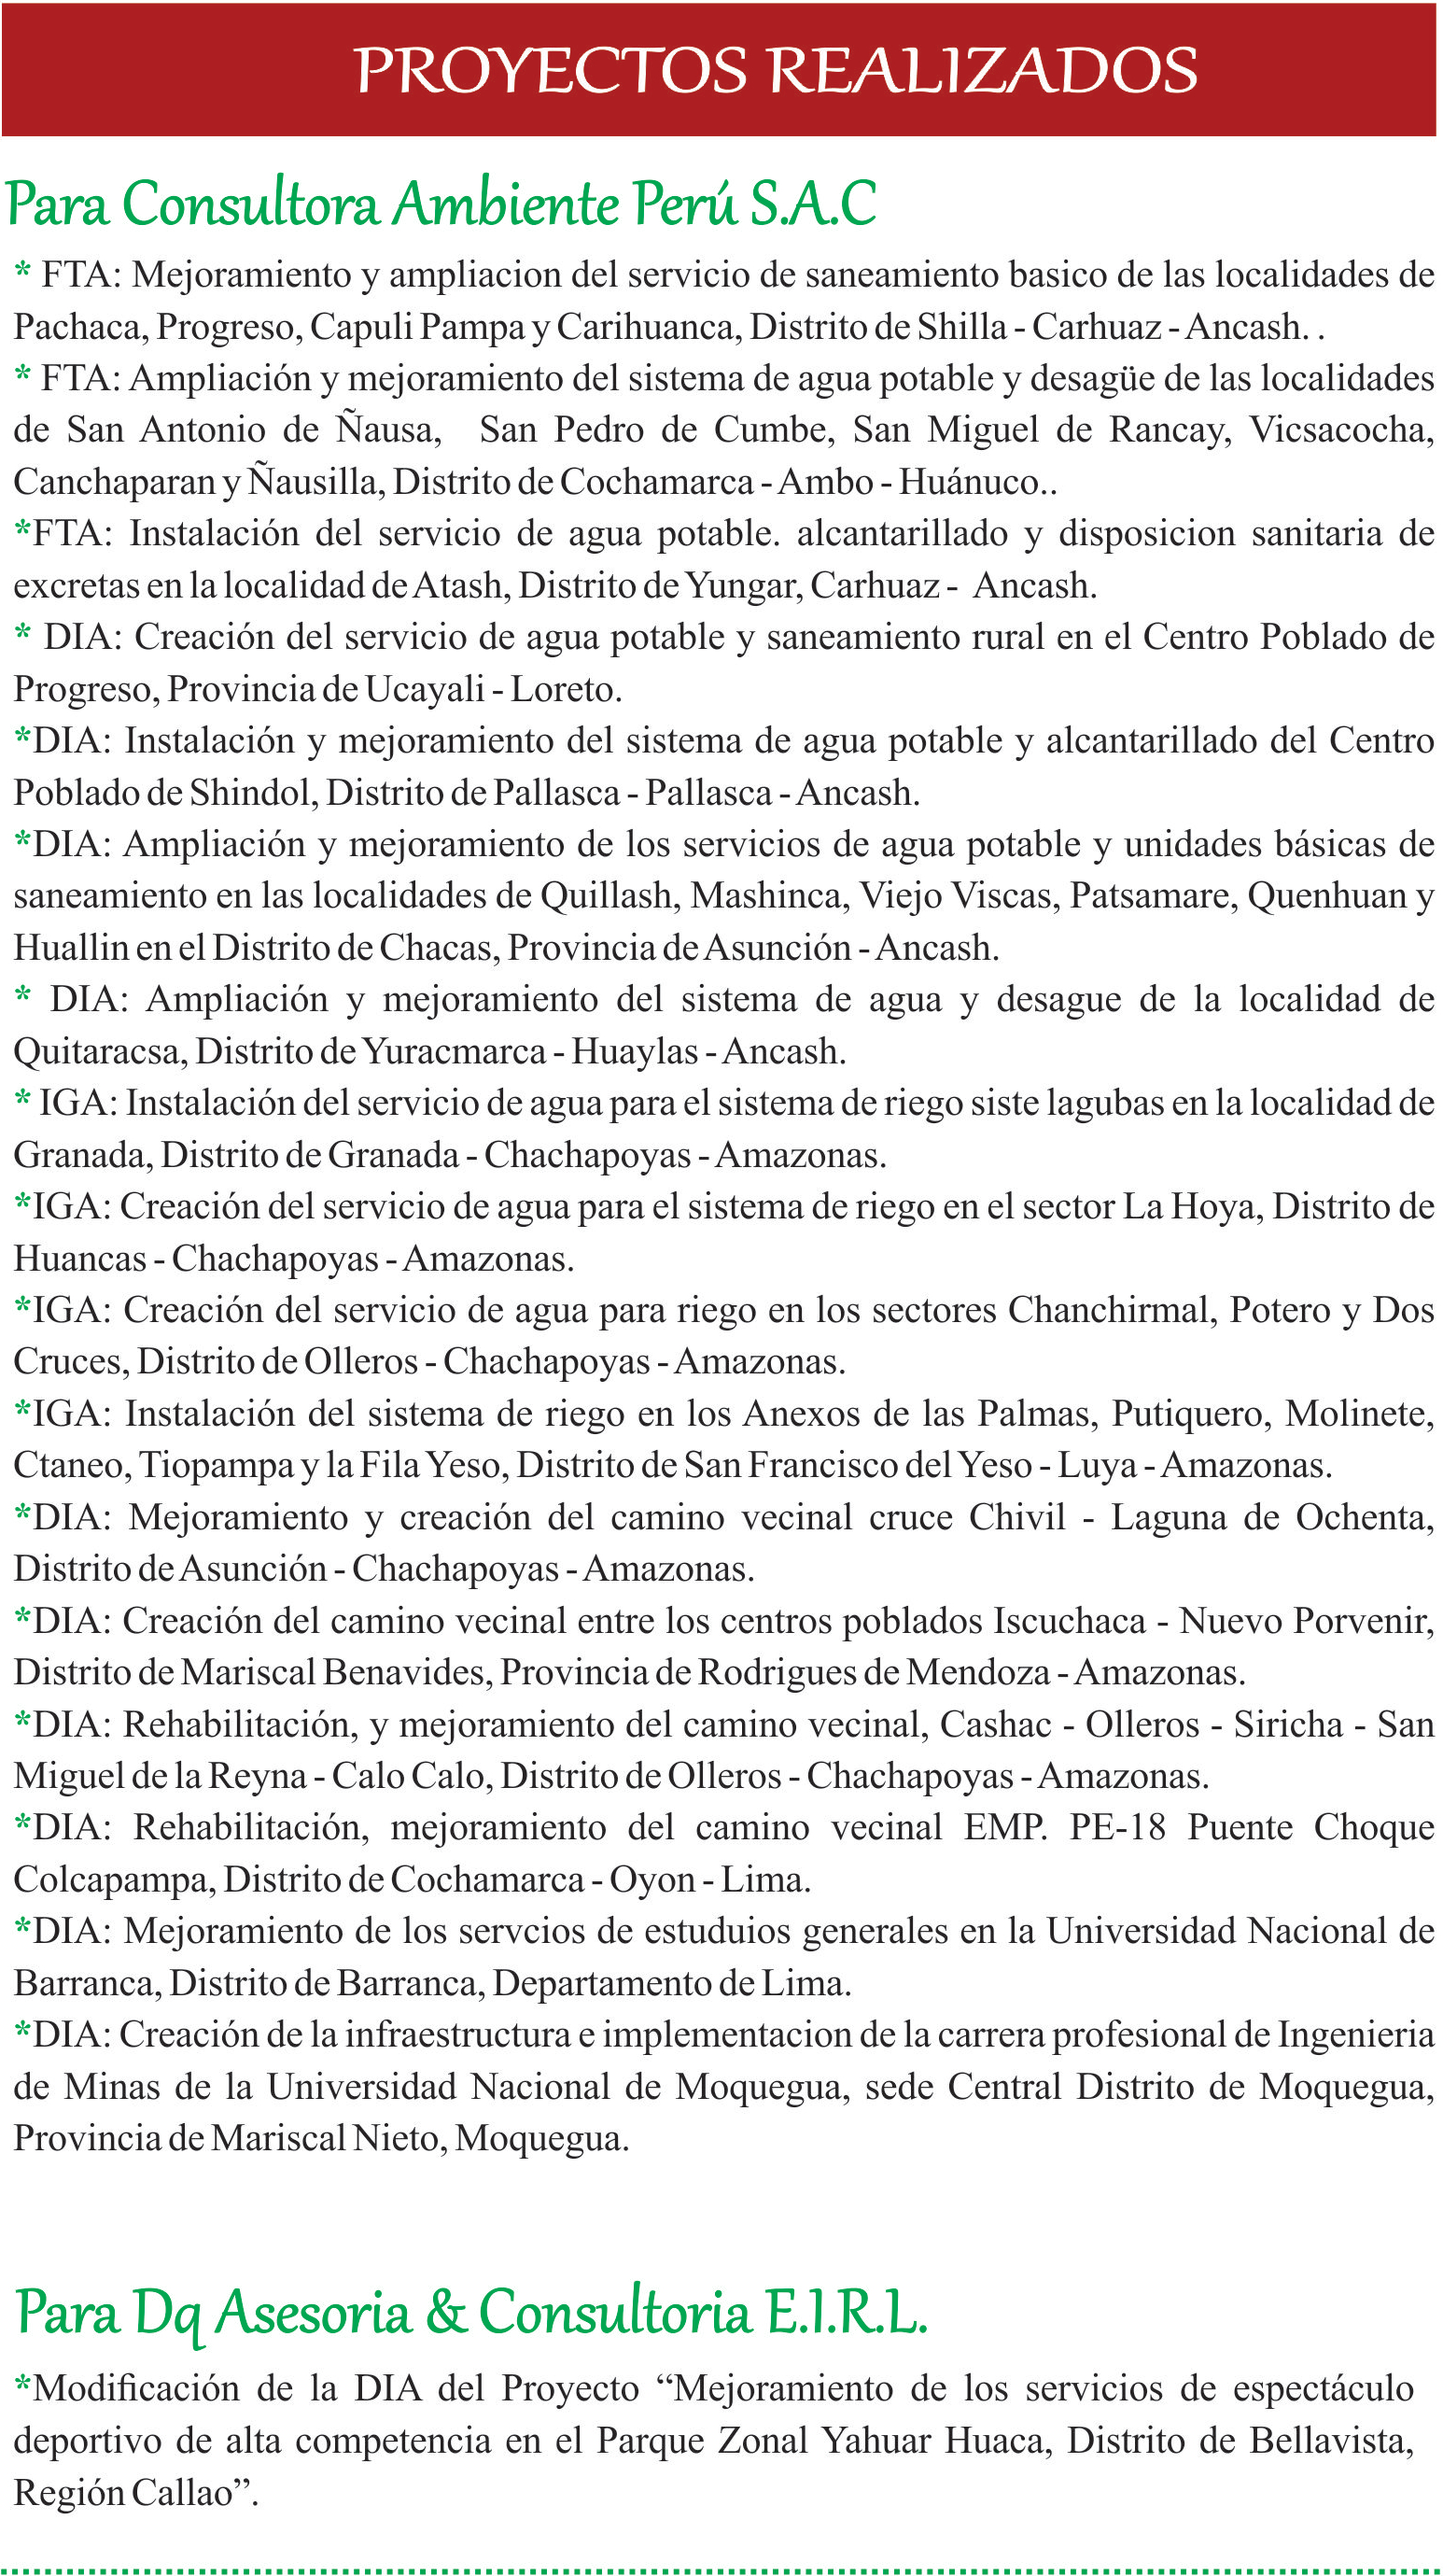 PROYECTOS REALIZADOS
Para Consultora Ambiente Perú S.A.C
* FTA: Mejoramiento y ampliacion del servicio de saneamiento basico de las localidades de
Pachaca, Progreso, Capuli Pampa y Carihuanca, Distrito de Shilla - Carhuaz - Ancash. .
* FTA: Ampliación y mejoramiento del sistema de agua potable y desagüe de las localidades
de San Antonio de Ñausa, San Pedro de Cumbe, San Miguel de Rancay, Vicsacocha,
Canchaparan y Ñausilla, Distrito de Cochamarca - Ambo - Huánuco..
*FTA: Instalación del servicio de agua potable. alcantarillado y disposicion sanitaria de
excretas en la localidad de Atash, Distrito de Yungar, Carhuaz - Ancash.
* DIA: Creación del servicio de agua potable y saneamiento rural en el Centro Poblado de
Progreso, Provincia de Ucayali - Loreto.
*DIA: Instalación y mejoramiento del sistema de agua potable y alcantarillado del Centro
Poblado de Shindol, Distrito de Pallasca - Pallasca - Ancash.
*DIA: Ampliación y mejoramiento de los servicios de agua potable y unidades básicas de
saneamiento en las localidades de Quillash, Mashinca, Viejo Viscas, Patsamare, Quenhuan y
Huallin en el Distrito de Chacas, Provincia de Asunción - Ancash.
* DIA: Ampliación y mejoramiento del sistema de agua y desague de la localidad de
Quitaracsa, Distrito de Yuracmarca - Huaylas - Ancash.
* IGA: Instalación del servicio de agua para el sistema de riego siste lagubas en la localidad de
Granada, Distrito de Granada - Chachapoyas - Amazonas.
*IGA: Creación del servicio de agua para el sistema de riego en el sector La Hoya, Distrito de
Huancas - Chachapoyas - Amazonas.
*IGA: Creación del servicio de agua para riego en los sectores Chanchirmal, Potero y Dos
Cruces, Distrito de Olleros - Chachapoyas - Amazonas.
*IGA: Instalación del sistema de riego en los Anexos de las Palmas, Putiquero, Molinete,
Ctaneo, Tiopampa y la Fila Yeso, Distrito de San Francisco del Yeso - Luya - Amazonas.
*DIA: Mejoramiento y creación del camino vecinal cruce Chivil - Laguna de Ochenta,
Distrito de Asunción - Chachapoyas - Amazonas.
*DIA: Creación del camino vecinal entre los centros poblados Iscuchaca - Nuevo Porvenir,
Distrito de Mariscal Benavides, Provincia de Rodrigues de Mendoza - Amazonas.
*DIA: Rehabilitación, y mejoramiento del camino vecinal, Cashac - Olleros - Siricha - San
Miguel de la Reyna - Calo Calo, Distrito de Olleros - Chachapoyas - Amazonas.
*DIA: Rehabilitación, mejoramiento del camino vecinal EMP. PE-18 Puente Choque
Colcapampa, Distrito de Cochamarca - Oyon - Lima.
*DIA: Mejoramiento de los servcios de estuduios generales en la Universidad Nacional de
Barranca, Distrito de Barranca, Departamento de Lima.
*DIA: Creación de la infraestructura e implementacion de la carrera profesional de Ingenieria
de Minas de la Universidad Nacional de Moquegua, sede Central Distrito de Moquegua,
Provincia de Mariscal Nieto, Moquegua.
Para Dq Asesoria & Consultoria E.I.R.L.
*Modificación de la DIA del Proyecto “Mejoramiento de los servicios de espectáculo
deportivo de alta competencia en el Parque Zonal Yahuar Huaca, Distrito de Bellavista,
Región Callao”.